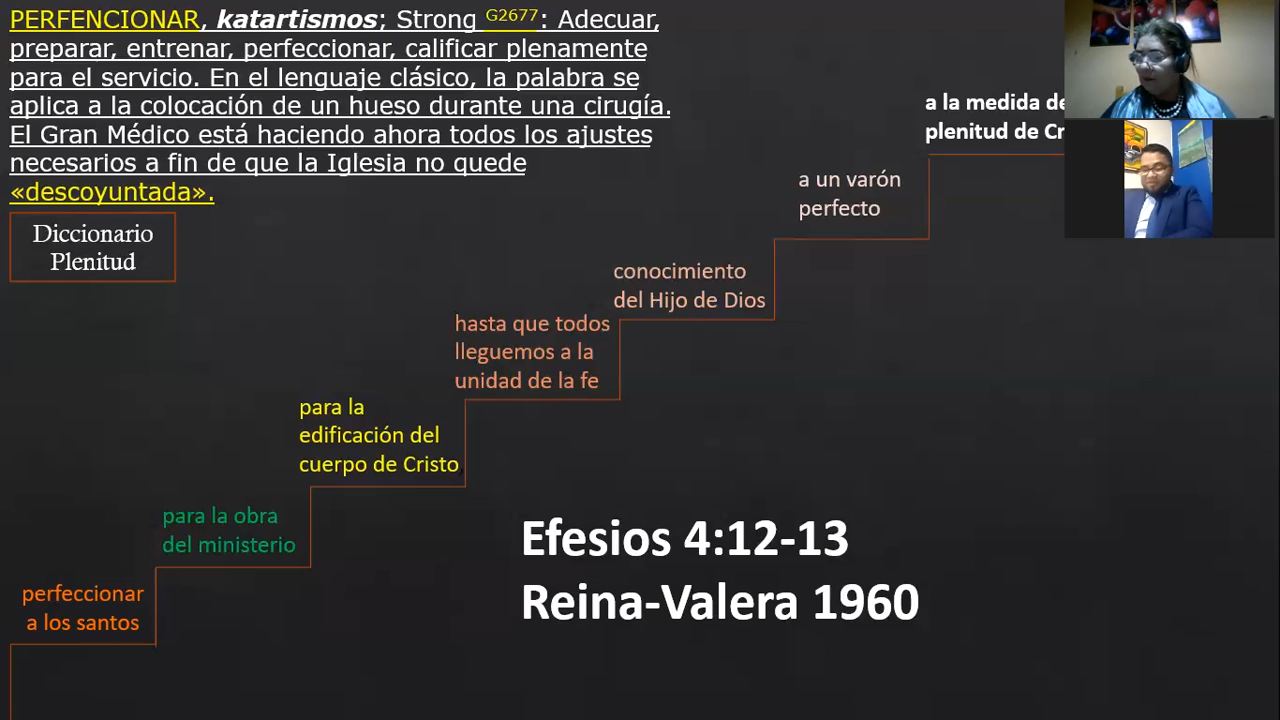 PERFENCIONAR, katartismos; Strong G2677: Adecuar,
preparar, entrenar, perfeccionar, calificar plenamente
para el servicio. En el lenguaje clásico, la palabra se
aplica a la colocación de un hueso durante una cirugía.
El Gran Médico está haciendo ahora todos los ajustes
necesarios a fin de que la Iglesia no quede
«descoyuntada».
Diccionario
Plenitud
a la medida de
plenitud de
a un varón
perfecto
conocimiento
del Hijo de Dios
hasta que todos
lleguemos a la
unidad de la fe
para la
edificación del
cuerpo de Cristo
para la obra
del ministerio
perfeccionar
a los santos
Efesios 4:12-13
Reina-Valera 1960